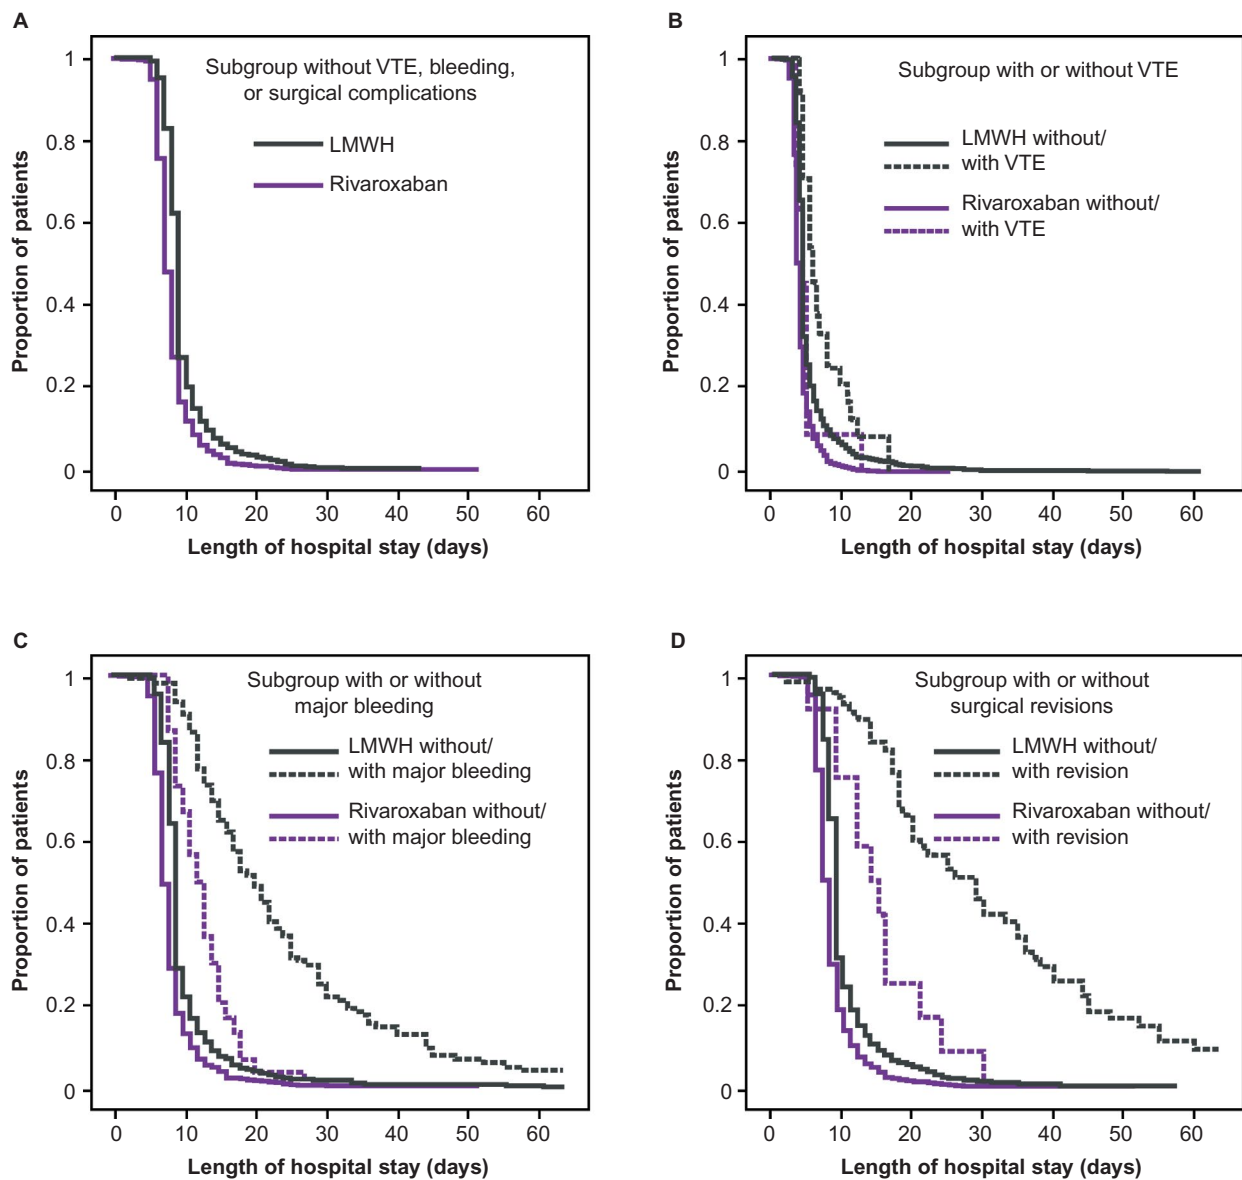 A
Subgroup without VTE, bleeding,
or surgical complications
LMWH
Rivaroxaban
Proportion of patients
1
0.8
0.6
0.4
0.2
0
0 10 20 30 40 50 60
Length of hospital stay (days)
B
Subgroup with or without VTE
LMWH without/
with VTE
Rivaroxaban without/
with VTE
Proportion of patients
1
0.8
0.6
0.4
0.2
0
0 10 20 30 40 50 60
Length of hospital stay (days)
C
Subgroup with or without
major bleeding
LMWH without/
with major bleeding
Rivaroxaban without/
with major bleeding
Proportion of patients
1
0.8
0.6
0.4
0.2
0
0 10 20 30 40 50 60
Length of hospital stay (days)
D
Subgroup with or without
surgical revisions
LMWH without/
with revision
Rivaroxaban without/
with revision
Proportion of patients
1
0.8
0.6
0.4
0.2
0
0 10 20 30 40 50 60
Length of hospital stay (days)